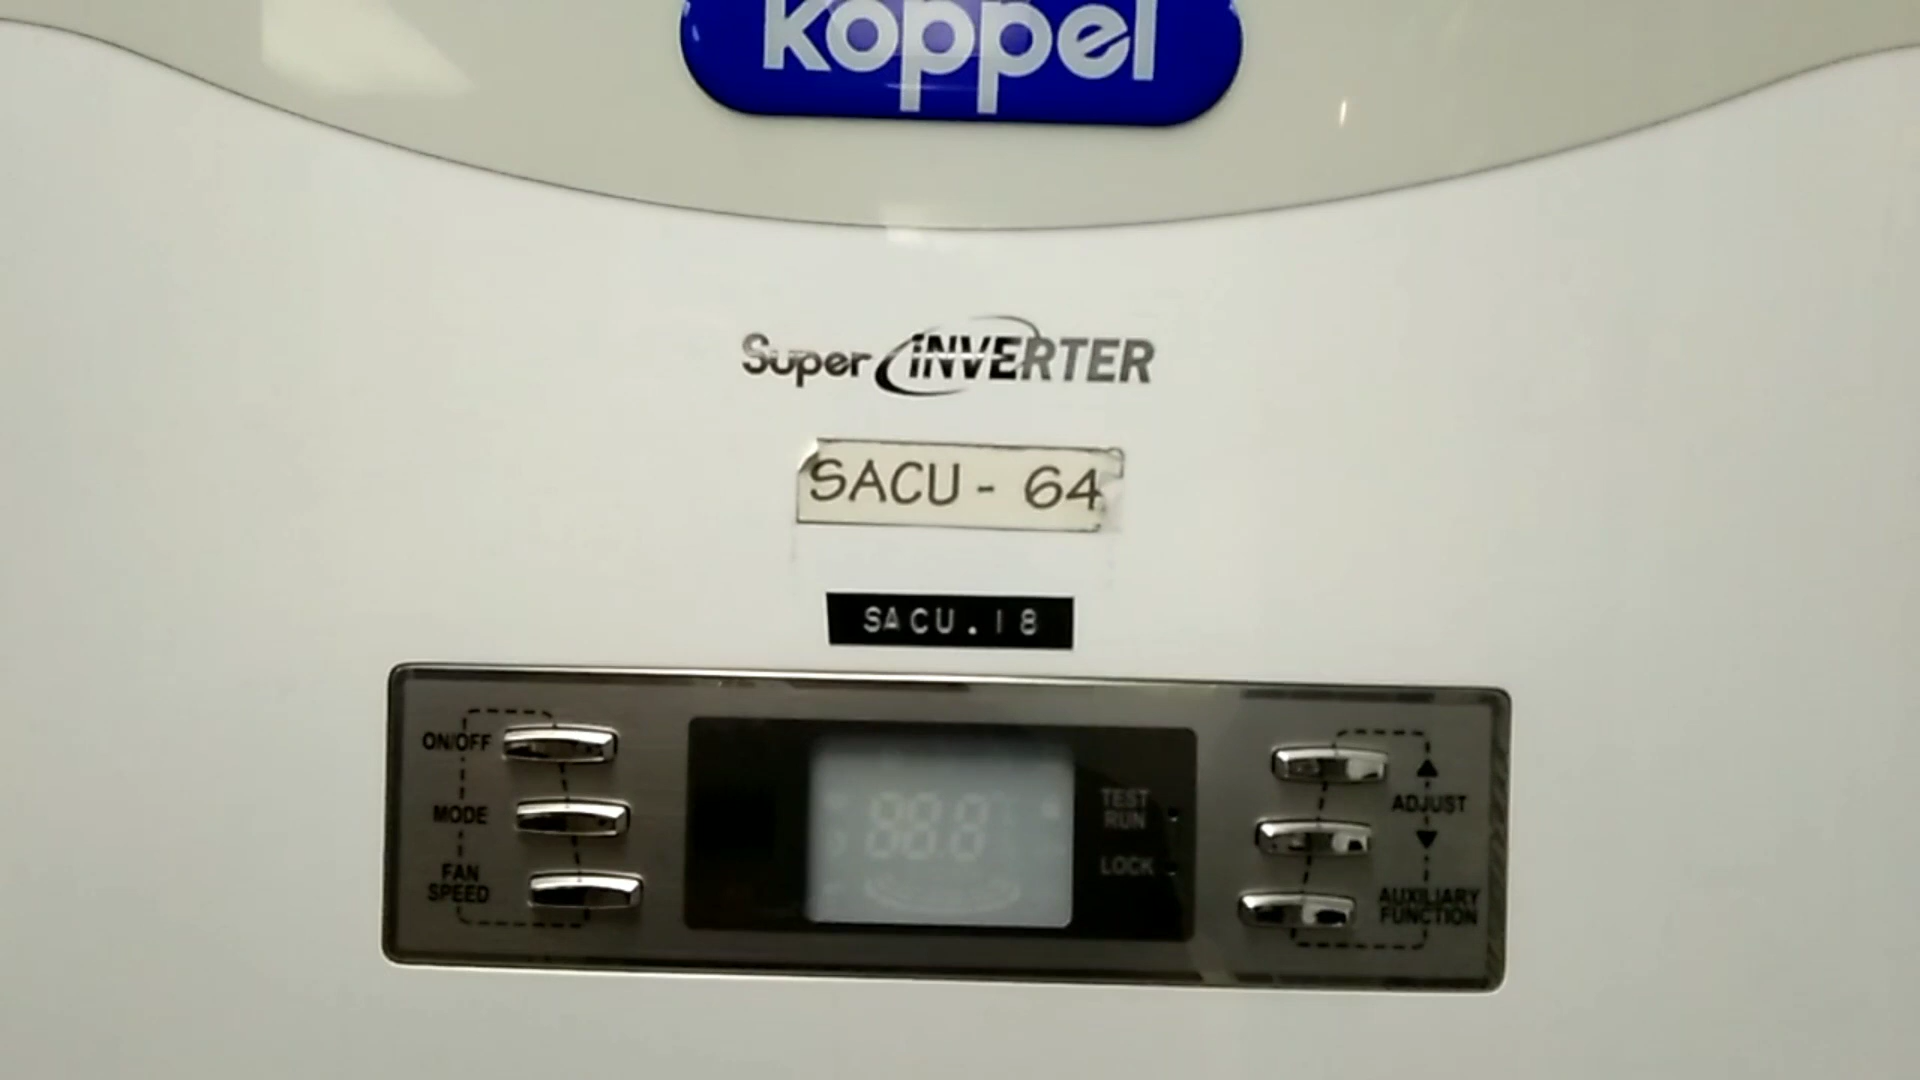 koppel
Super iNVERTER
SACU - 64
SACU.18
ON/OFF
MODE
FAN
SPEED
88.8
TEST
RUN
LOCK
ADJUST
AUXILIARY
FUNCTION